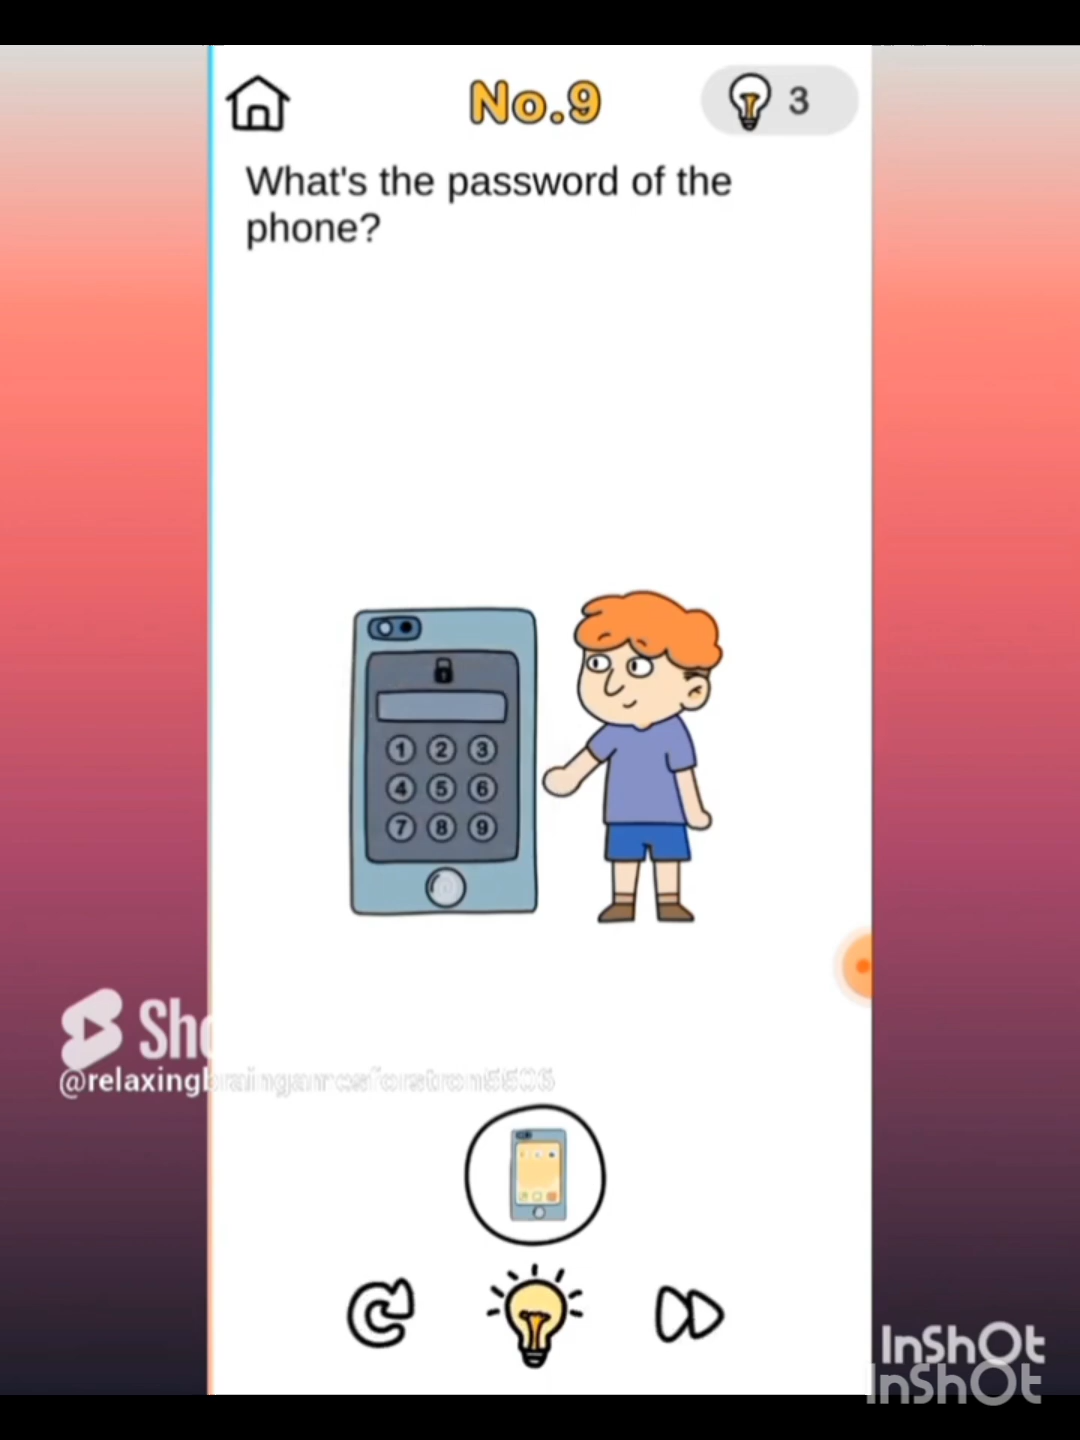 No.9
3
What's the password of the
phone?
1 2 3
4 5 6
7 8 9
Sho
@relaxingb
InShOt
InShOt